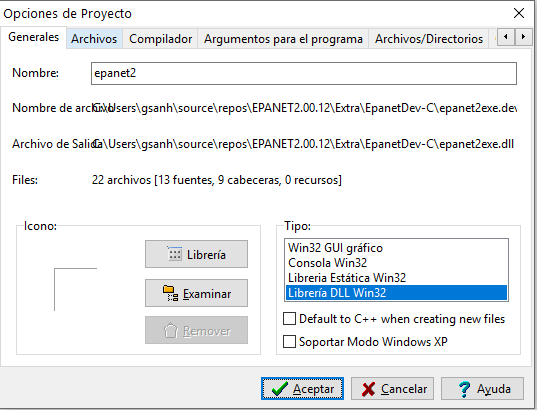 Opciones de Proyecto
Generales Archivos Compilador Argumentos para el programa Archivos/Directorios
Nombre: epanet2
Nombre de archivo C:\Users\gsanh\source\repos\EPANET2.00.12\Extra\EpanetDev-C\epanet2exe.dev
Archivo de Salida C:\Users\gsanh\source\repos\EPANET2.00.12\Extra\EpanetDev-C\epanet2exe.dll
Files: 22 archivos [13 fuentes, 9 cabeceras, 0 recursos]
Icono:
Librería
Examinar
Remover
Tipo:
Win32 GUI gráfico
Consola Win32
Libreria Estática Win32
Librería DLL Win32
Default to C++ when creating new files
Soportar Modo Windows XP
Aceptar Cancelar Ayuda